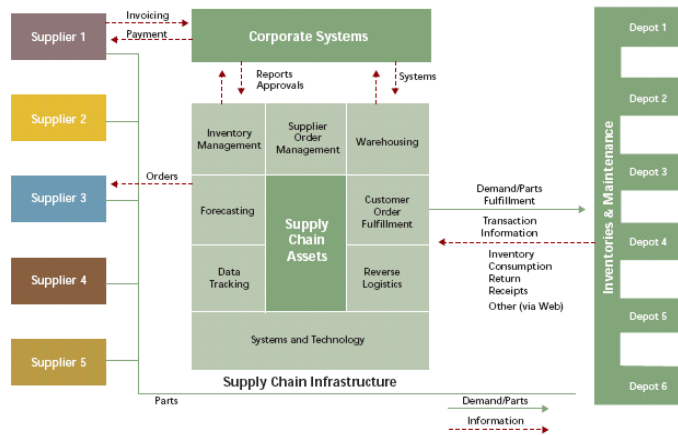 Supplier 1
Invoicing
Payment
Corporate Systems
Depot 1
Reports
Approvals
Systems
Supplier 2
Inventory
Management
Supplier
Order
Management
Warehousing
Depot 2
Orders
Supplier 3
Forecasting
Supply
Chain
Assets
Customer
Order
Fulfillment
Demand/Parts
Fulfillment
Transaction
Information
Inventory
Consumption
Return
Receipts
Other (via Web)
Inventories & Maintenance
Depot 3
Depot 4
Supplier 4
Data
Tracking
Reverse
Logistics
Depot 5
Supplier 5
Systems and Technology
Supply Chain Infrastructure
Depot 6
Parts
Demand/Parts
Information